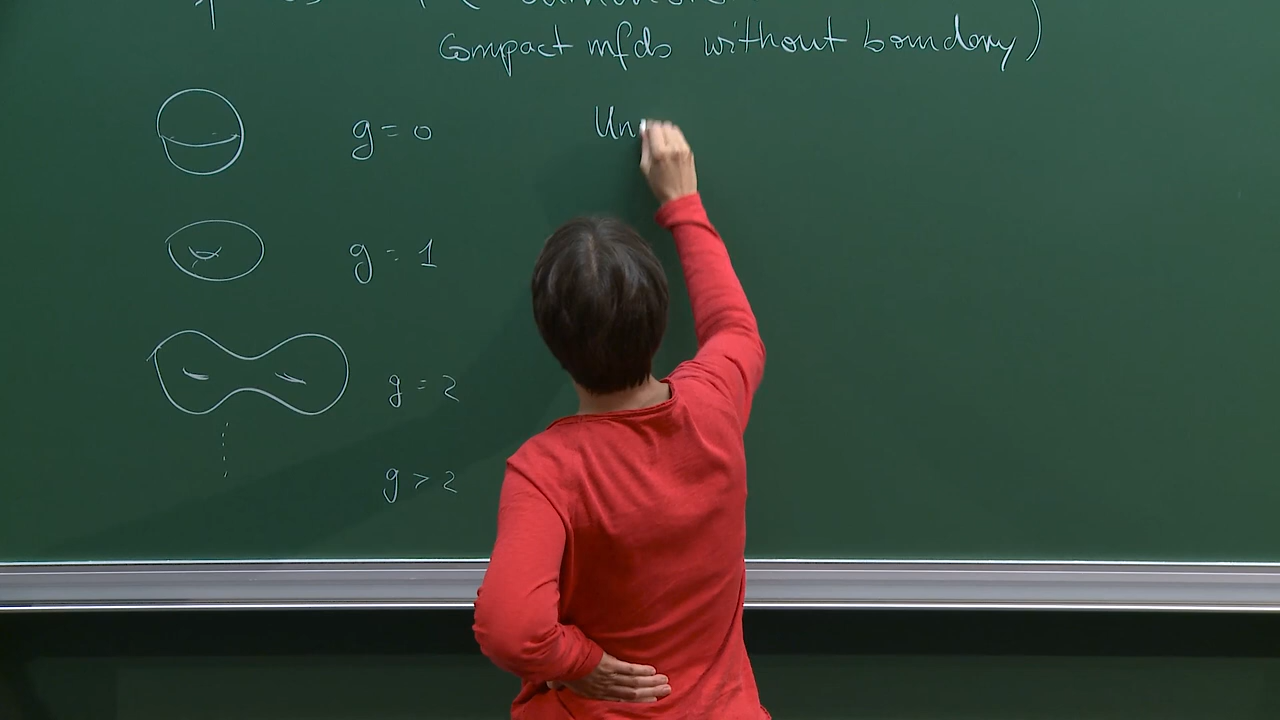 compact mfds without boundary)
g = 0
Un
g = 1
g = 2
g > 2